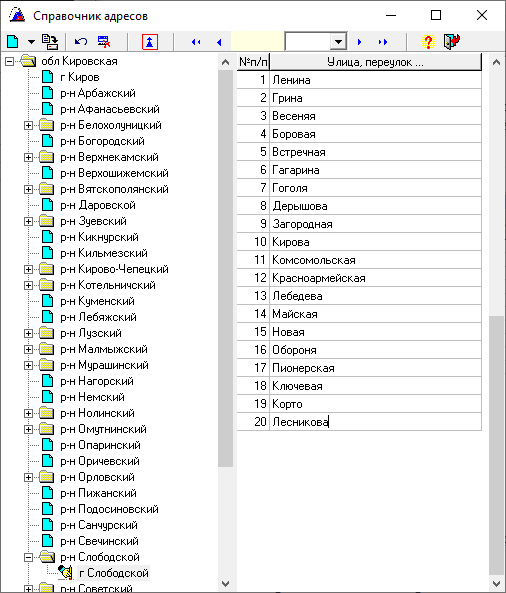 Справочник адресов
обл Кировская
г Киров
р-н Арбажский
р-н Афанасьевский
р-н Белохолуницкий
р-н Богородский
р-н Верхнекамский
р-н Верхошижемский
р-н Вятскополянский
р-н Даровской
р-н Зуевский
р-н Кикнурский
р-н Кильмезский
р-н Кирово-Чепецкий
р-н Котельничский
р-н Куменский
р-н Лебяжский
р-н Лузский
р-н Малмыжский
р-н Мурашинский
р-н Нагорский
р-н Немский
р-н Нолинский
р-н Омутнинский
р-н Опаринский
р-н Оричевский
р-н Орловский
р-н Пижанский
р-н Подосиновский
р-н Санчурский
р-н Свечинский
р-н Слободской
г Слободской
р-н Советский
№п/п Улица, переулок ...
1 Ленина
2 Грина
3 Весеняя
4 Боровая
5 Встречная
6 Гагарина
7 Гоголя
8 Дерышова
9 Загородная
10 Кирова
11 Комсомольская
12 Красноармейская
13 Лебедева
14 Майская
15 Новая
16 Обороня
17 Пионерская
18 Ключевая
19 Корто
20 Лесникова